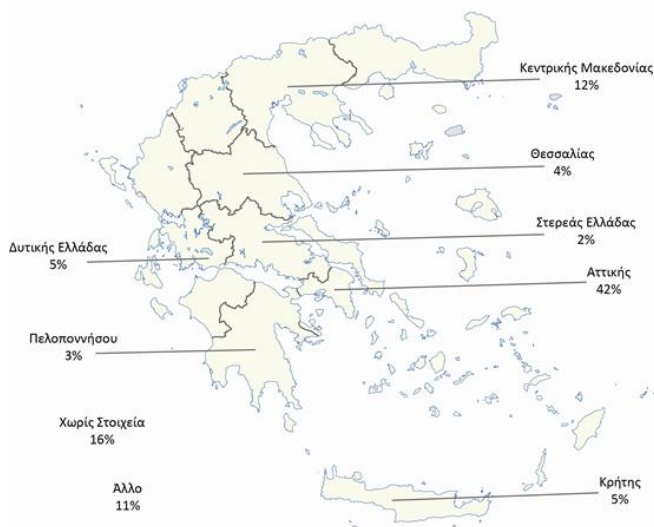 Κεντρικής Μακεδονίας
12%
Θεσσαλίας
4%
Στερεάς Ελλάδας
2%
Δυτικής Ελλάδας
5%
Αττικής
42%
Πελοποννήσου
3%
Χωρίς Στοιχεία
16%
Άλλο
11%
Κρήτης
5%